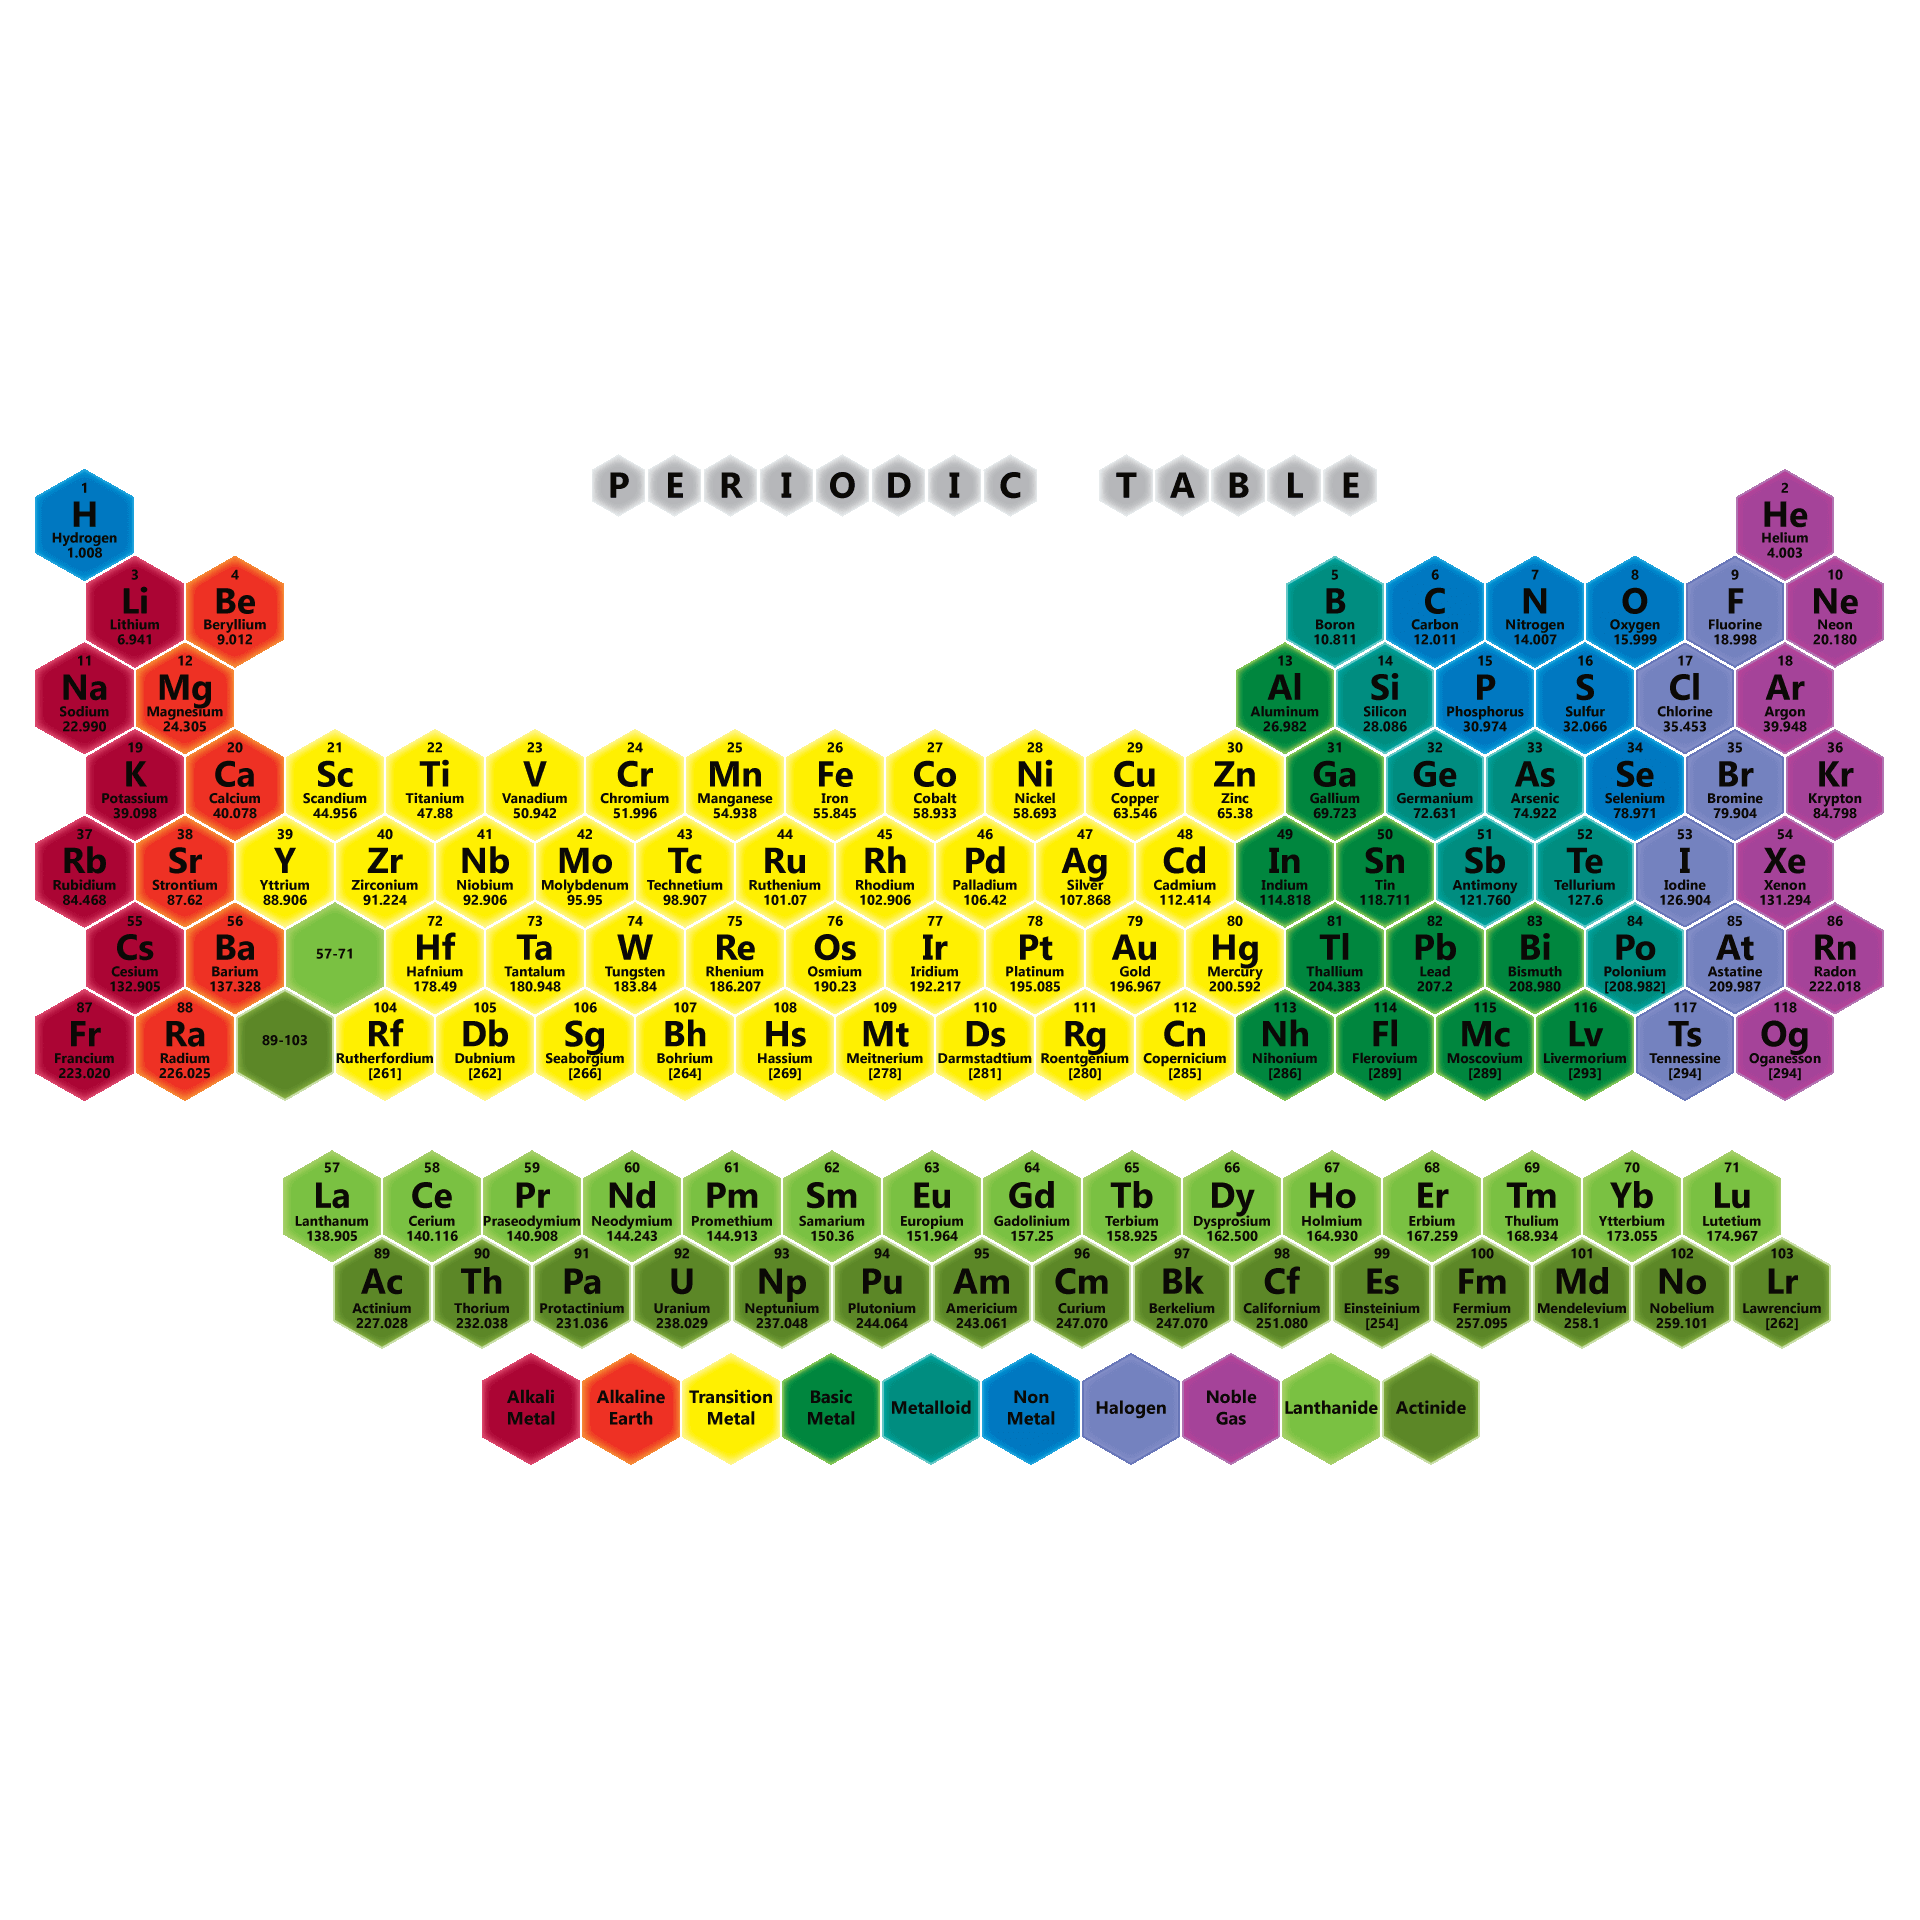 PERIODIC TABLE
1
H
Hydrogen
1.008
2
He
Helium
4.003
3
Li
Lithium
6.941
4
Be
Beryllium
9.012
5
B
Boron
10.811
6
C
Carbon
12.011
7
N
Nitrogen
14.007
8
O
Oxygen
15.999
9
F
Fluorine
18.998
10
Ne
Neon
20.180
11
Na
Sodium
22.990
12
Mg
Magnesium
24.305
13
Al
Aluminum
26.982
14
Si
Silicon
28.086
15
P
Phosphorus
30.974
16
S
Sulfur
32.066
17
Cl
Chlorine
35.453
18
Ar
Argon
39.948
19
K
Potassium
39.098
20
Ca
Calcium
40.078
21
Sc
Scandium
44.956
22
Ti
Titanium
47.88
23
V
Vanadium
50.942
24
Cr
Chromium
51.996
25
Mn
Manganese
54.938
26
Fe
Iron
55.845
27
Co
Cobalt
58.933
28
Ni
Nickel
58.693
29
Cu
Copper
63.546
30
Zn
Zinc
65.38
31
Ga
Gallium
69.723
32
Ge
Germanium
72.631
33
As
Arsenic
74.922
34
Se
Selenium
78.971
35
Br
Bromine
79.904
36
Kr
Krypton
84.798
37
Rb
Rubidium
84.468
38
Sr
Strontium
87.62
39
Y
Yttrium
88.906
40
Zr
Zirconium
91.224
41
Nb
Niobium
92.906
42
Mo
Molybdenum
95.95
43
Tc
Technetium
98.907
44
Ru
Ruthenium
101.07
45
Rh
Rhodium
102.906
46
Pd
Palladium
106.42
47
Ag
Silver
107.868
48
Cd
Cadmium
112.414
49
In
Indium
114.818
50
Sn
Tin
118.711
51
Sb
Antimony
121.760
52
Te
Tellurium
127.6
53
I
Iodine
126.904
54
Xe
Xenon
131.294
55
Cs
Cesium
132.905
56
Ba
Barium
137.328
57-71
72
Hf
Hafnium
178.49
73
Ta
Tantalum
180.948
74
W
Tungsten
183.84
75
Re
Rhenium
186.207
76
Os
Osmium
190.23
77
Ir
Iridium
192.217
78
Pt
Platinum
195.085
79
Au
Gold
196.967
80
Hg
Mercury
200.592
81
Tl
Thallium
204.383
82
Pb
Lead
207.2
83
Bi
Bismuth
208.980
84
Po
Polonium
[208.982]
85
At
Astatine
209.987
86
Rn
Radon
222.018
87
Fr
Francium
223.020
88
Ra
Radium
226.025
89-103
104
Rf
Rutherfordium
[261]
105
Db
Dubnium
[262]
106
Sg
Seaborgium
[266]
107
Bh
Bohrium
[264]
108
Hs
Hassium
[269]
109
Mt
Meitnerium
[278]
110
Ds
Darmstadtium
[281]
111
Rg
Roentgenium
[280]
112
Cn
Copernicium
[285]
113
Nh
Nihonium
[286]
114
Fl
Flerovium
[289]
115
Mc
Moscovium
[289]
116
Lv
Livermorium
[293]
117
Ts
Tennessine
[294]
118
Og
Oganesson
[294]
57
La
Lanthanum
138.905
58
Ce
Cerium
140.116
59
Pr
Praseodymium
140.908
60
Nd
Neodymium
144.243
61
Pm
Promethium
144.913
62
Sm
Samarium
150.36
63
Eu
Europium
151.964
64
Gd
Gadolinium
157.25
65
Tb
Terbium
158.925
66
Dy
Dysprosium
162.500
67
Ho
Holmium
164.930
68
Er
Erbium
167.259
69
Tm
Thulium
168.934
70
Yb
Ytterbium
173.055
71
Lu
Lutetium
174.967
89
Ac
Actinium
227.028
90
Th
Thorium
232.038
91
Pa
Protactinium
231.036
92
U
Uranium
238.029
93
Np
Neptunium
237.048
94
Pu
Plutonium
244.064
95
Am
Americium
243.061
96
Cm
Curium
247.070
97
Bk
Berkelium
247.070
98
Cf
Californium
251.080
99
Es
Einsteinium
[254]
100
Fm
Fermium
257.095
101
Md
Mendelevium
258.1
102
No
Nobelium
259.101
103
Lr
Lawrencium
[262]
Alkali
Metal
Alkaline
Earth
Transition
Metal
Basic
Metal
Metalloid
Non
Metal
Halogen
Noble
Gas
Lanthanide
Actinide